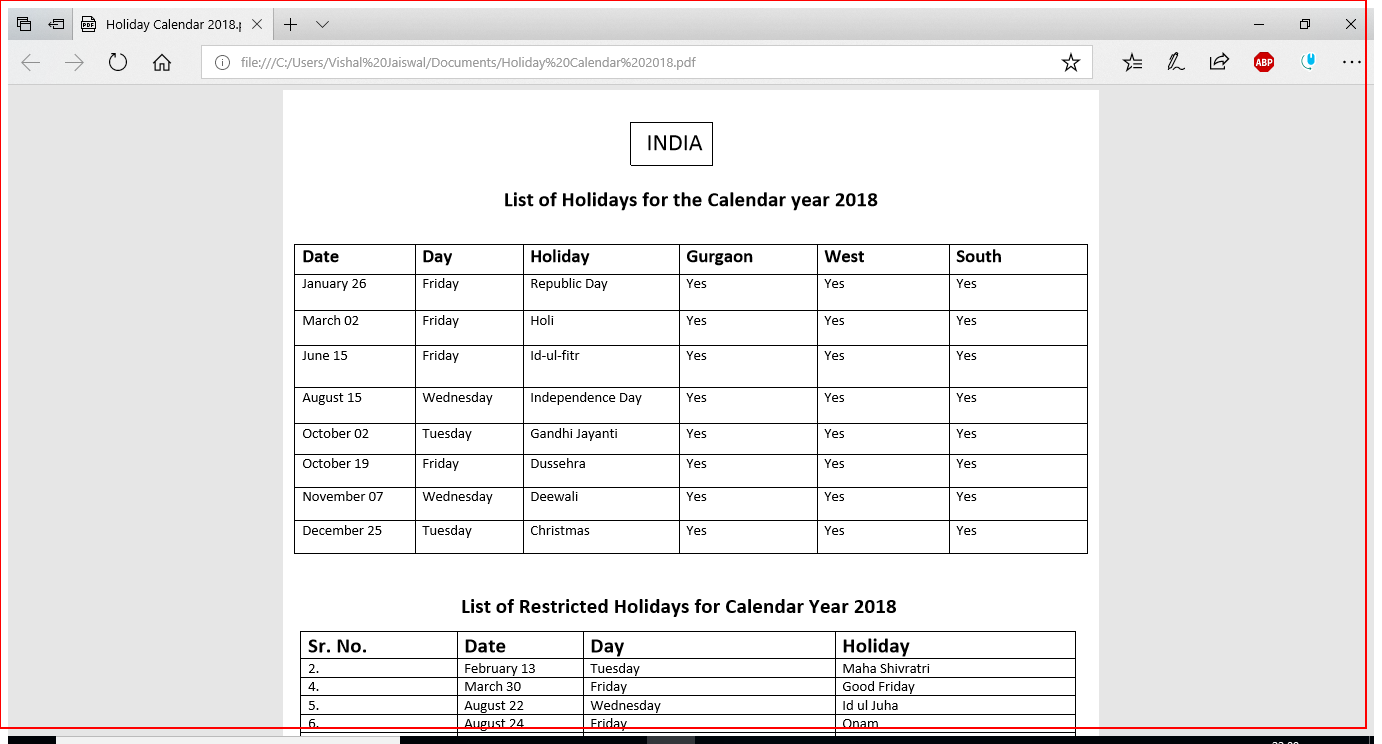 Holiday Calendar 2018.p
file:///C:/Users/Vishal%20Jaiswal/Documents/Holiday%20Calendar%202018.pdf
ABP
INDIA
List of Holidays for the Calendar year 2018
Date Day Holiday Gurgaon West South
January 26 Friday Republic Day Yes Yes Yes
March 02 Friday Holi Yes Yes Yes
June 15 Friday Id-ul-fitr Yes Yes Yes
August 15 Wednesday Independence Day Yes Yes Yes
October 02 Tuesday Gandhi Jayanti Yes Yes Yes
October 19 Friday Dussehra Yes Yes Yes
November 07 Wednesday Deewali Yes Yes Yes
December 25 Tuesday Christmas Yes Yes Yes
List of Restricted Holidays for Calendar Year 2018
Sr. No. Date Day Holiday
2. February 13 Tuesday Maha Shivratri
4. March 30 Friday Good Friday
5. August 22 Wednesday Id ul Juha
6. August 24 Friday Onam